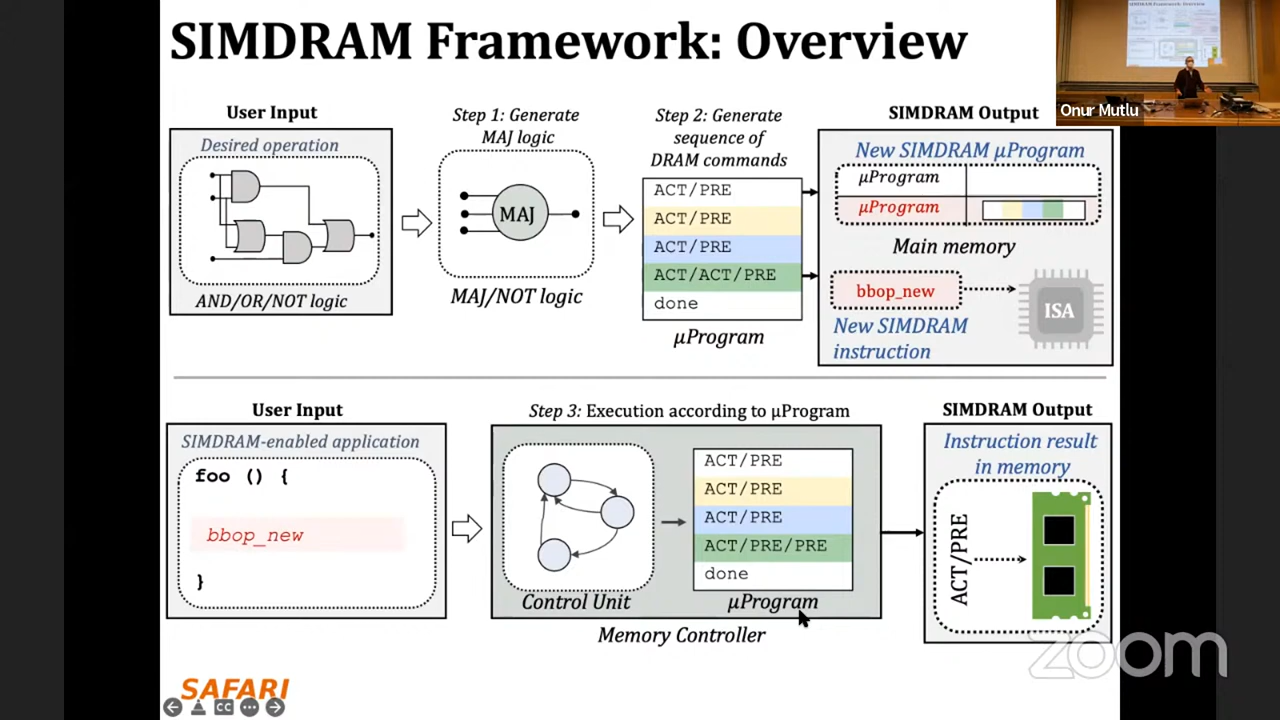 SIMDRAM Framework: Overview
Onur Mutlu
User Input
Desired operation
AND/OR/NOT logic
Step 1: Generate
MAJ logic
MAJ
MAJ/NOT logic
Step 2: Generate
sequence of
DRAM commands
ACT/PRE
ACT/PRE
ACT/PRE
ACT/ACT/PRE
done
μProgram
SIMDRAM Output
New SIMDRAM μProgram
μProgram
μProgram
Main memory
bbop_new
ISA
New SIMDRAM
instruction
User Input
SIMDRAM-enabled application
foo () {
bbop_new
}
Step 3: Execution according to μProgram
Control Unit
ACT/PRE
ACT/PRE
ACT/PRE
ACT/PRE/PRE
done
μProgram
Memory Controller
SIMDRAM Output
Instruction result
in memory
ACT/PRE
SAFARI
CC
zoom